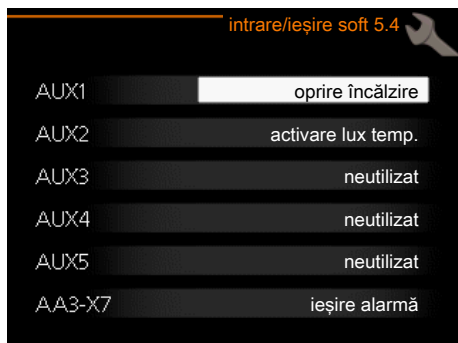 intrare/ieșire soft 5.4
AUX1 oprire încălzire
AUX2 activare lux temp.
AUX3 neutilizat
AUX4 neutilizat
AUX5 neutilizat
AA3-X7 ieșire alarmă